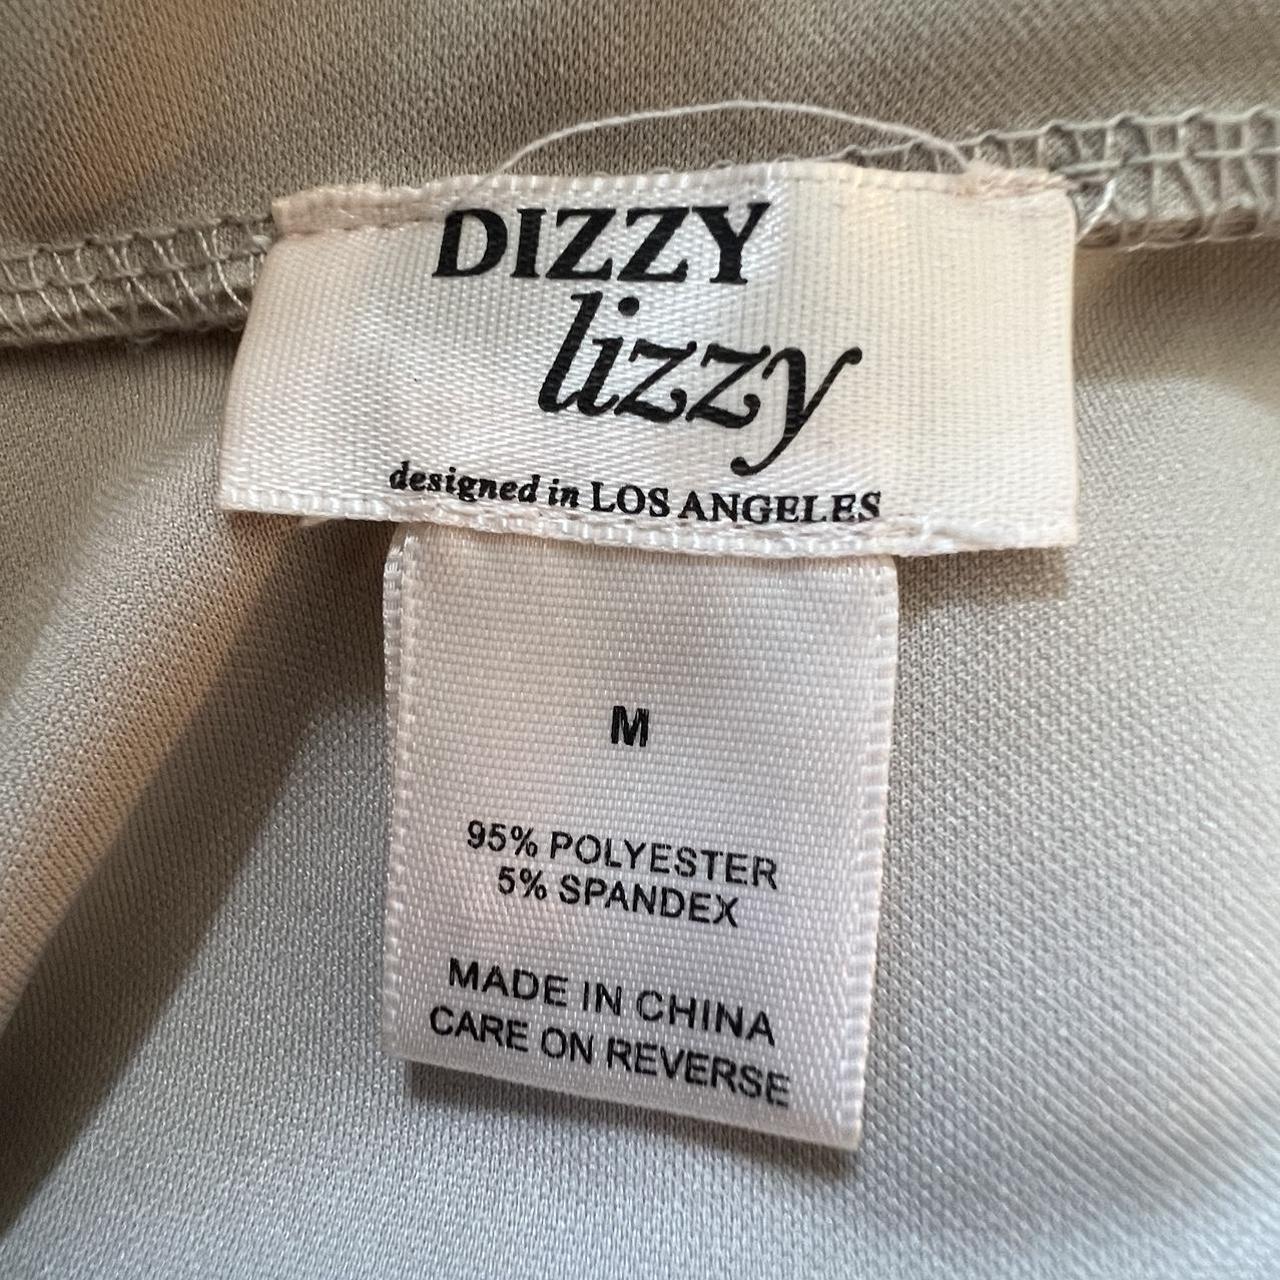 DIZZY
lizzy
designed in LOS ANGELES
M
95% POLYESTER
5% SPANDEX
MADE IN CHINA
CARE ON REVERSE